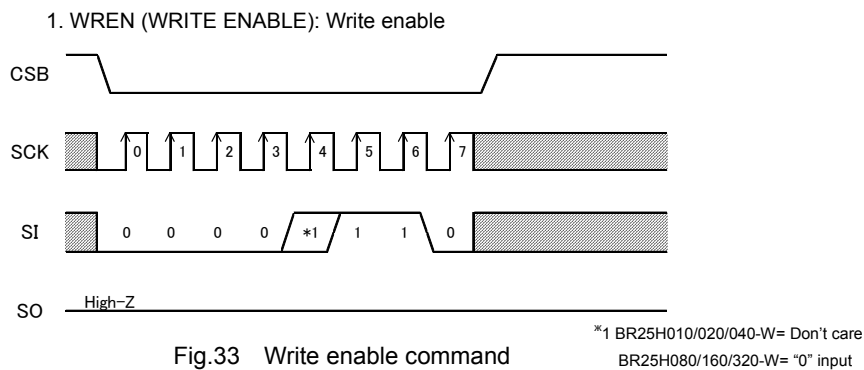 1. WREN (WRITE ENABLE): Write enable
CSB
SCK 0 1 2 3 4 5 6 7
SI 0 0 0 0 *1 1 1 0
SO High-Z
Fig.33 Write enable command
※1 BR25H010/020/040-W= Don't care
BR25H080/160/320-W= “0” input